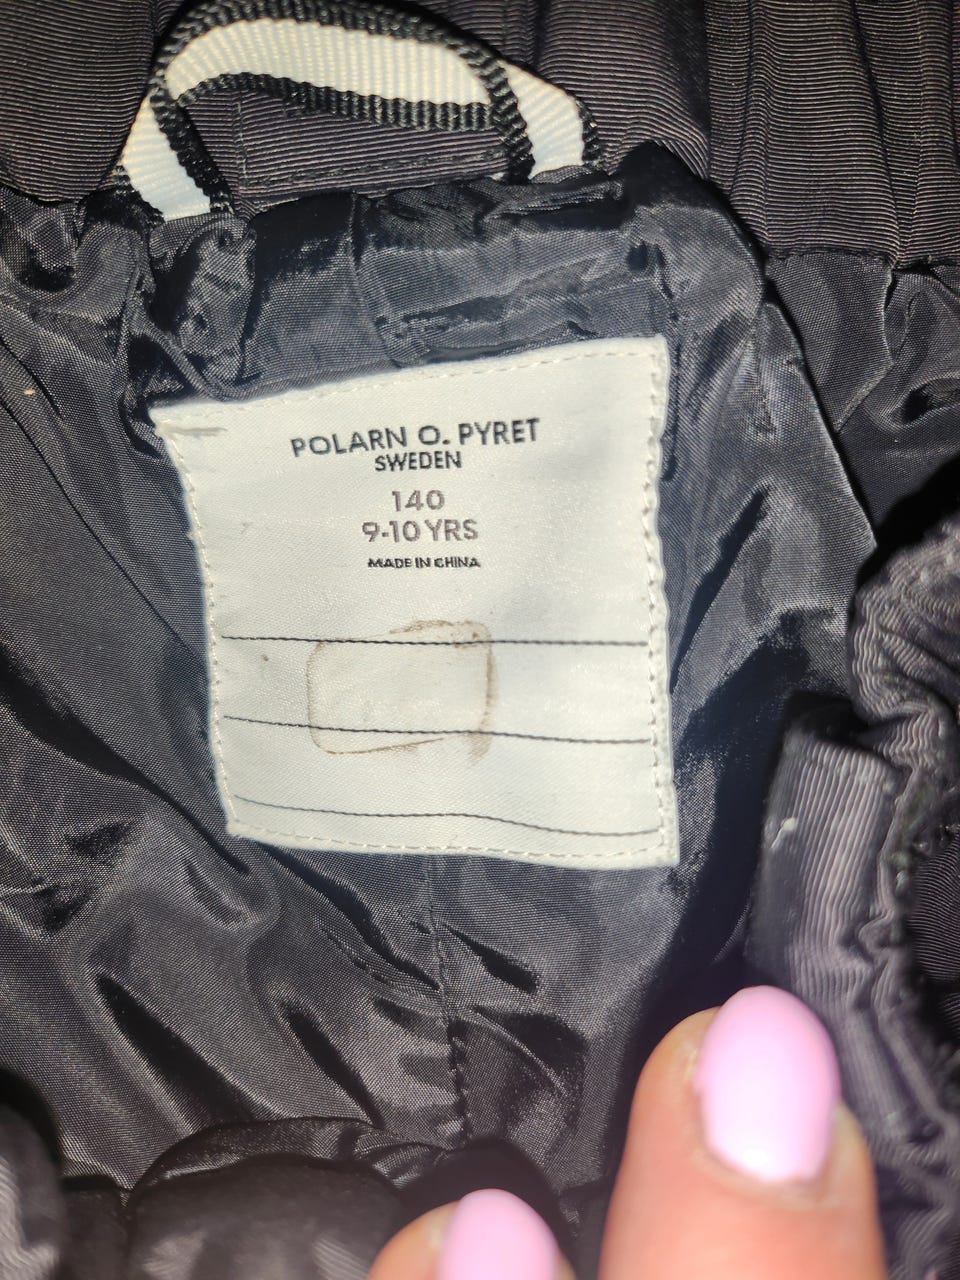 POLARN O. PYRET
SWEDEN
140
9-10 YRS
MADE IN CHINA